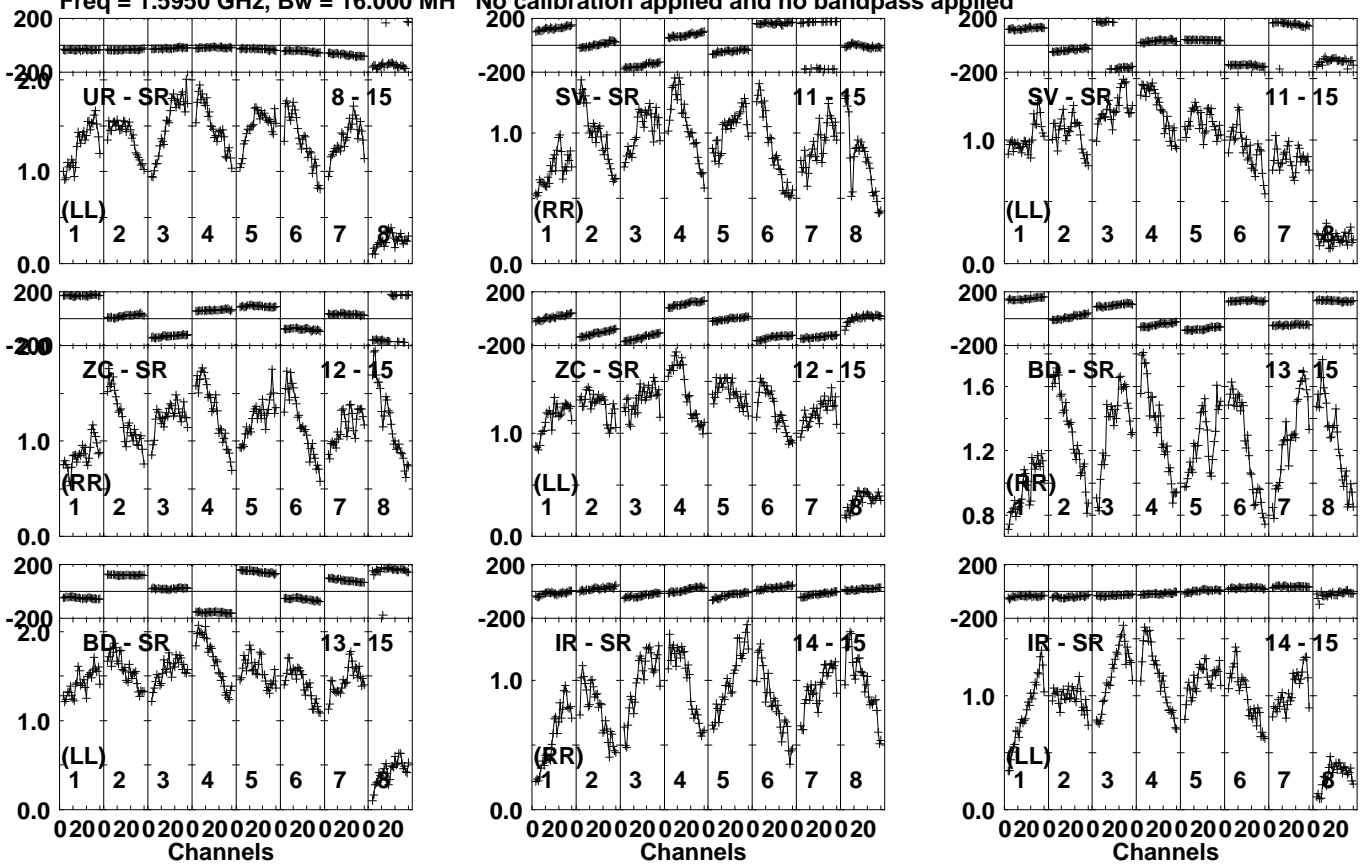 Freq = 1.5950 GHz, Bw = 16.000 MH No calibration applied and no bandpass applied
200
-200
2.0
1.0
0.0
UR - SR 8 - 15
(LL)
1 2 3 4 5 6 7 8
200
-200
1.0
0.0
SV - SR 11 - 15
(RR)
1 2 3 4 5 6 7 8
200
-200
1.0
0.0
SV - SR 11 - 15
(LL)
1 2 3 4 5 6 7 8
200
-200
2.0
1.0
0.0
ZC - SR 12 - 15
(RR)
1 2 3 4 5 6 7 8
200
-200
1.0
0.0
ZC - SR 12 - 15
(LL)
1 2 3 4 5 6 7 8
200
-200
1.6
1.2
0.8
BD - SR 13 - 15
(RR)
1 2 3 4 5 6 7 8
200
-200
2.0
1.0
0.0
BD - SR 13 - 15
(LL)
1 2 3 4 5 6 7 8
0 20 0 20 0 20 0 20 0 20 0 20 0 20 0 20
Channels
200
-200
1.0
0.0
IR - SR 14 - 15
(RR)
1 2 3 4 5 6 7 8
0 20 0 20 0 20 0 20 0 20 0 20 0 20 0 20
Channels
200
-200
1.0
0.0
IR - SR 14 - 15
(LL)
1 2 3 4 5 6 7 8
0 20 0 20 0 20 0 20 0 20 0 20 0 20 0 20
Channels